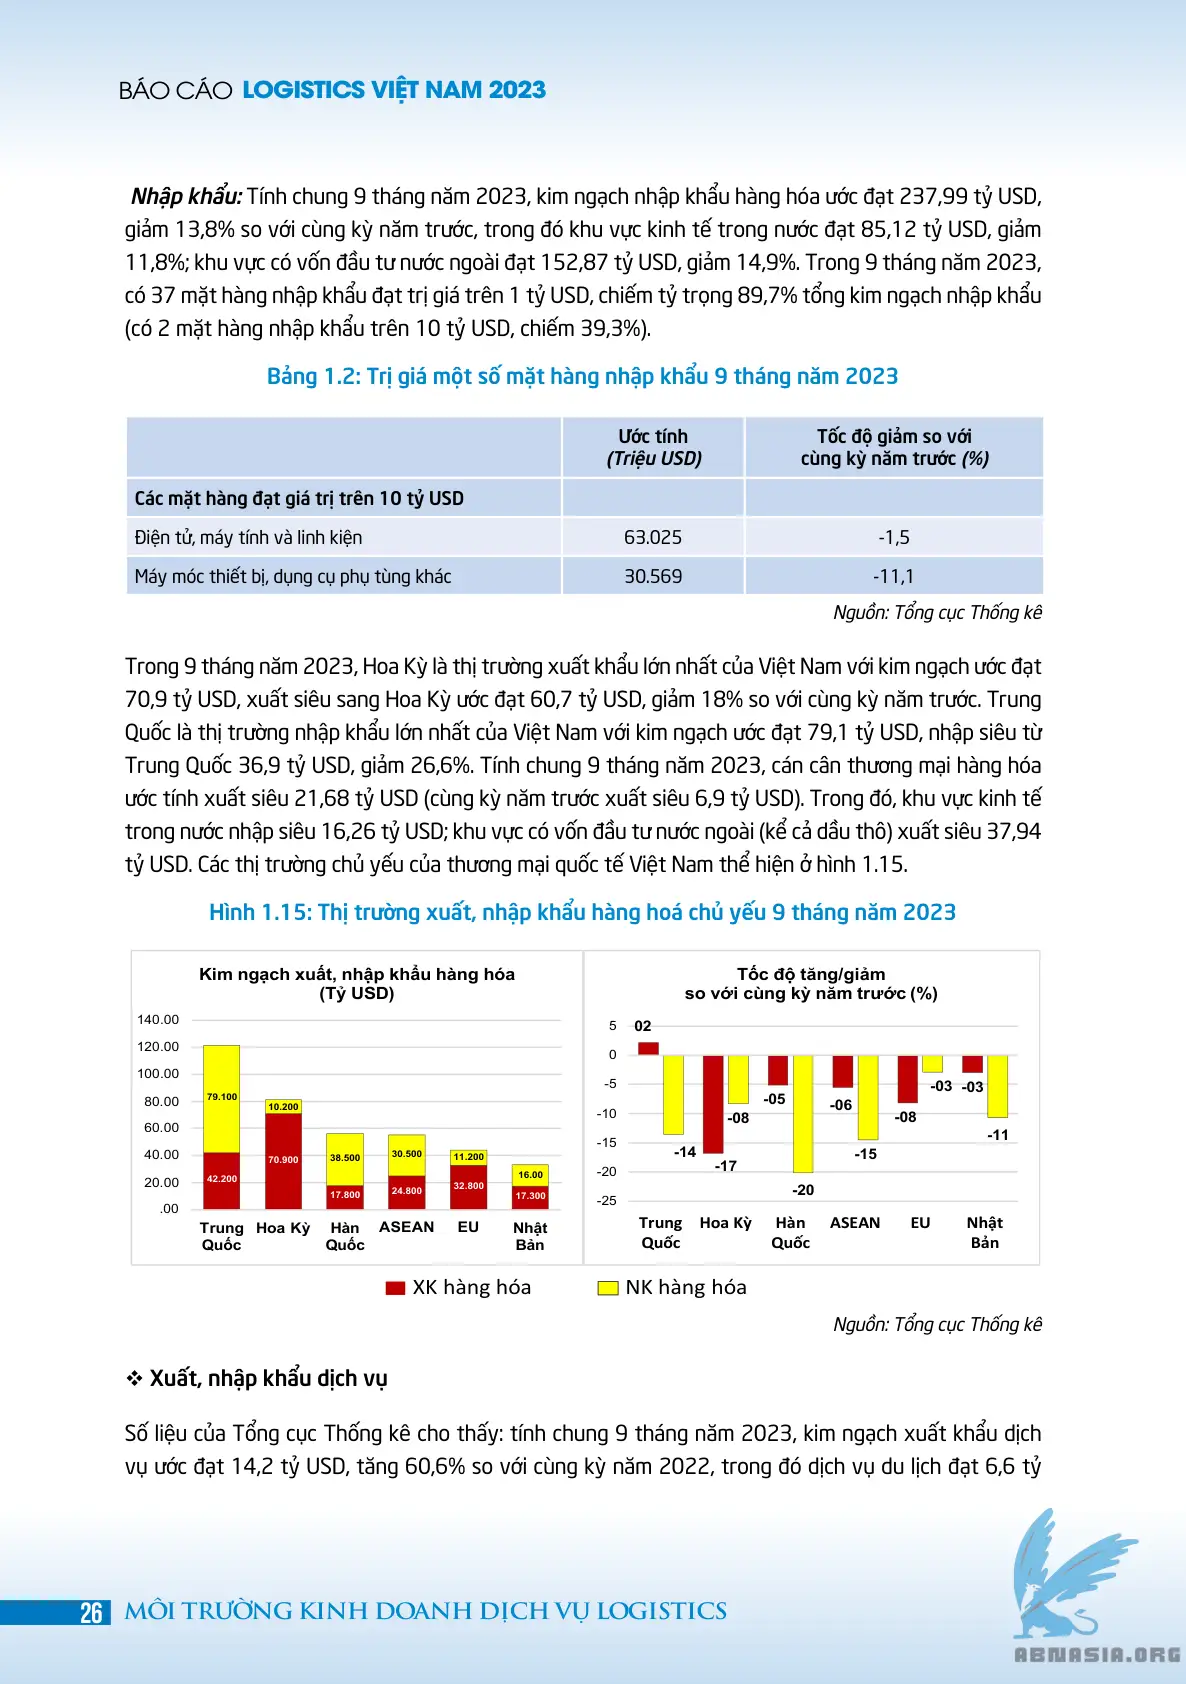 BÁO CÁO LOGISTICS VIỆT NAM 2023
Nhập khẩu: Tính chung 9 tháng năm 2023, kim ngạch nhập khẩu hàng hóa ước đạt 237,99 tỷ USD,
giảm 13,8% so với cùng kỳ năm trước, trong đó khu vực kinh tế trong nước đạt 85,12 tỷ USD, giảm
11,8%; khu vực có vốn đầu tư nước ngoài đạt 152,87 tỷ USD, giảm 14,9%. Trong 9 tháng năm 2023,
có 37 mặt hàng nhập khẩu đạt trị giá trên 1 tỷ USD, chiếm tỷ trọng 89,7% tổng kim ngạch nhập khẩu
(có 2 mặt hàng nhập khẩu trên 10 tỷ USD, chiếm 39,3%).
Bảng 1.2: Trị giá một số mặt hàng nhập khẩu 9 tháng năm 2023
Ước tính
(Triệu USD)
Tốc độ giảm so với
cùng kỳ năm trước (%)
Các mặt hàng đạt giá trị trên 10 tỷ USD
Điện tử, máy tính và linh kiện 63.025 -1,5
Máy móc thiết bị, dụng cụ phụ tùng khác 30.569 -11,1
Nguồn: Tổng cục Thống kê
Trong 9 tháng năm 2023, Hoa Kỳ là thị trường xuất khẩu lớn nhất của Việt Nam với kim ngạch ước đạt
70,9 tỷ USD, xuất siêu sang Hoa Kỳ ước đạt 60,7 tỷ USD, giảm 18% so với cùng kỳ năm trước. Trung
Quốc là thị trường nhập khẩu lớn nhất của Việt Nam với kim ngạch ước đạt 79,1 tỷ USD, nhập siêu từ
Trung Quốc 36,9 tỷ USD, giảm 26,6%. Tính chung 9 tháng năm 2023, cán cân thương mại hàng hóa
ước tính xuất siêu 21,68 tỷ USD (cùng kỳ năm trước xuất siêu 6,9 tỷ USD). Trong đó, khu vực kinh tế
trong nước nhập siêu 16,26 tỷ USD; khu vực có vốn đầu tư nước ngoài (kể cả dầu thô) xuất siêu 37,94
tỷ USD. Các thị trường chủ yếu của thương mại quốc tế Việt Nam thể hiện ở hình 1.15.
Hình 1.15: Thị trường xuất, nhập khẩu hàng hoá chủ yếu 9 tháng năm 2023
Kim ngạch xuất, nhập khẩu hàng hóa
(Tỷ USD)
140.00
120.00
100.00
80.00
60.00
40.00
20.00
.00
79.100
42.200
10.200
70.900
38.500
17.800
30.500
24.800
11.200
32.800
16.00
17.300
Trung Quốc
Hoa Kỳ
Hàn Quốc
ASEAN
EU
Nhật Bản
Tốc độ tăng/giảm
so với cùng kỳ năm trước (%)
5
0
-5
-10
-15
-20
-25
02
-14
-17
-08
-05
-20
-06
-15
-08
-03
-03
-11
Trung Quốc
Hoa Kỳ
Hàn Quốc
ASEAN
EU
Nhật Bản
XK hàng hóa
NK hàng hóa
Nguồn: Tổng cục Thống kê
❖ Xuất, nhập khẩu dịch vụ
Số liệu của Tổng cục Thống kê cho thấy: tính chung 9 tháng năm 2023, kim ngạch xuất khẩu dịch
vụ ước đạt 14,2 tỷ USD, tăng 60,6% so với cùng kỳ năm 2022, trong đó dịch vụ du lịch đạt 6,6 tỷ
26 MÔI TRƯỜNG KINH DOANH DỊCH VỤ LOGISTICS
ABNASIA.ORG